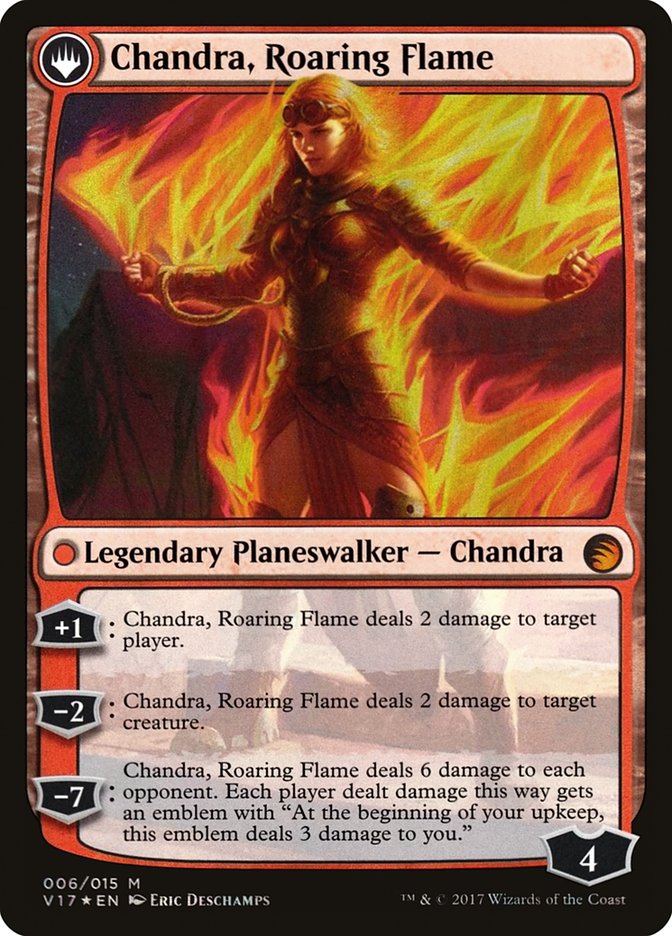 Chandra, Roaring Flame
Legendary Planeswalker — Chandra
+1 : Chandra, Roaring Flame deals 2 damage to target
player.
−2 : Chandra, Roaring Flame deals 2 damage to target
creature.
−7 : Chandra, Roaring Flame deals 6 damage to each
opponent. Each player dealt damage this way gets
an emblem with “At the beginning of your upkeep,
this emblem deals 3 damage to you.”
4
006/015 M
V17★EN Eric Deschamps
™ & © 2017 Wizards of the Coast